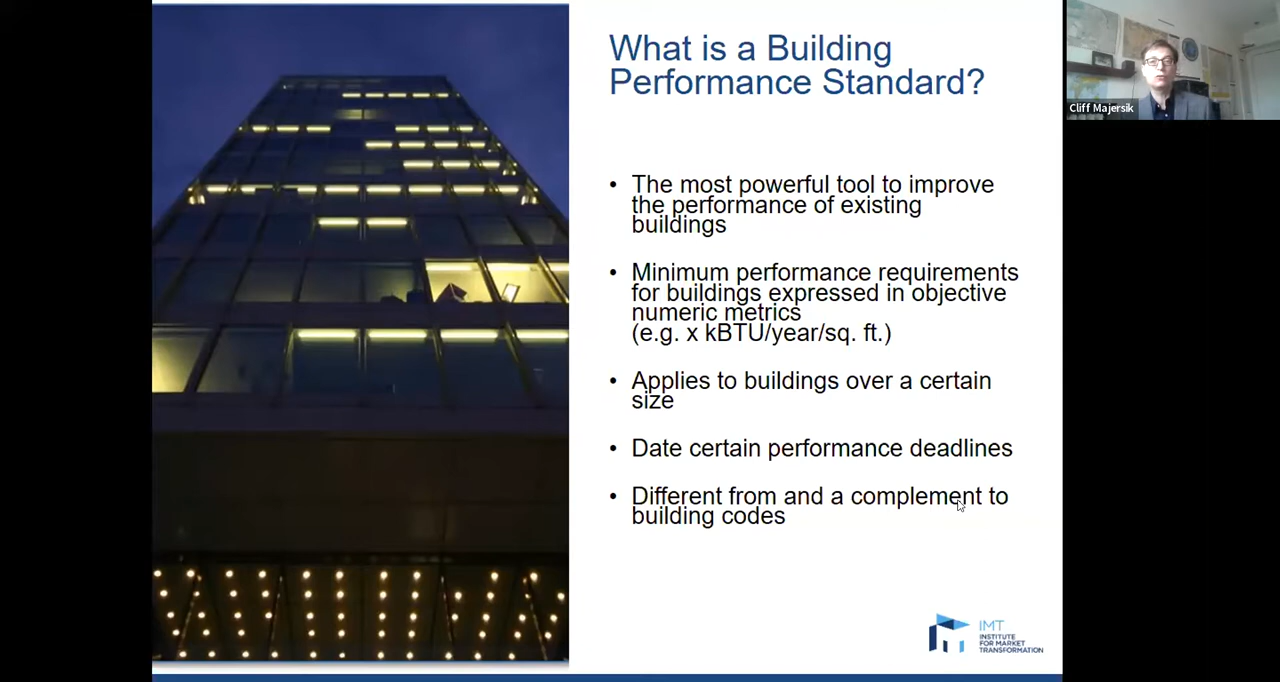 What is a Building
Performance Standard?
• The most powerful tool to improve
the performance of existing
buildings
• Minimum performance requirements
for buildings expressed in objective
numeric metrics
(e.g. x kBTU/year/sq. ft.)
• Applies to buildings over a certain
size
• Date certain performance deadlines
• Different from and a complement to
building codes
IMT
INSTITUTE
FOR MARKET
TRANSFORMATION
Cliff Majersik